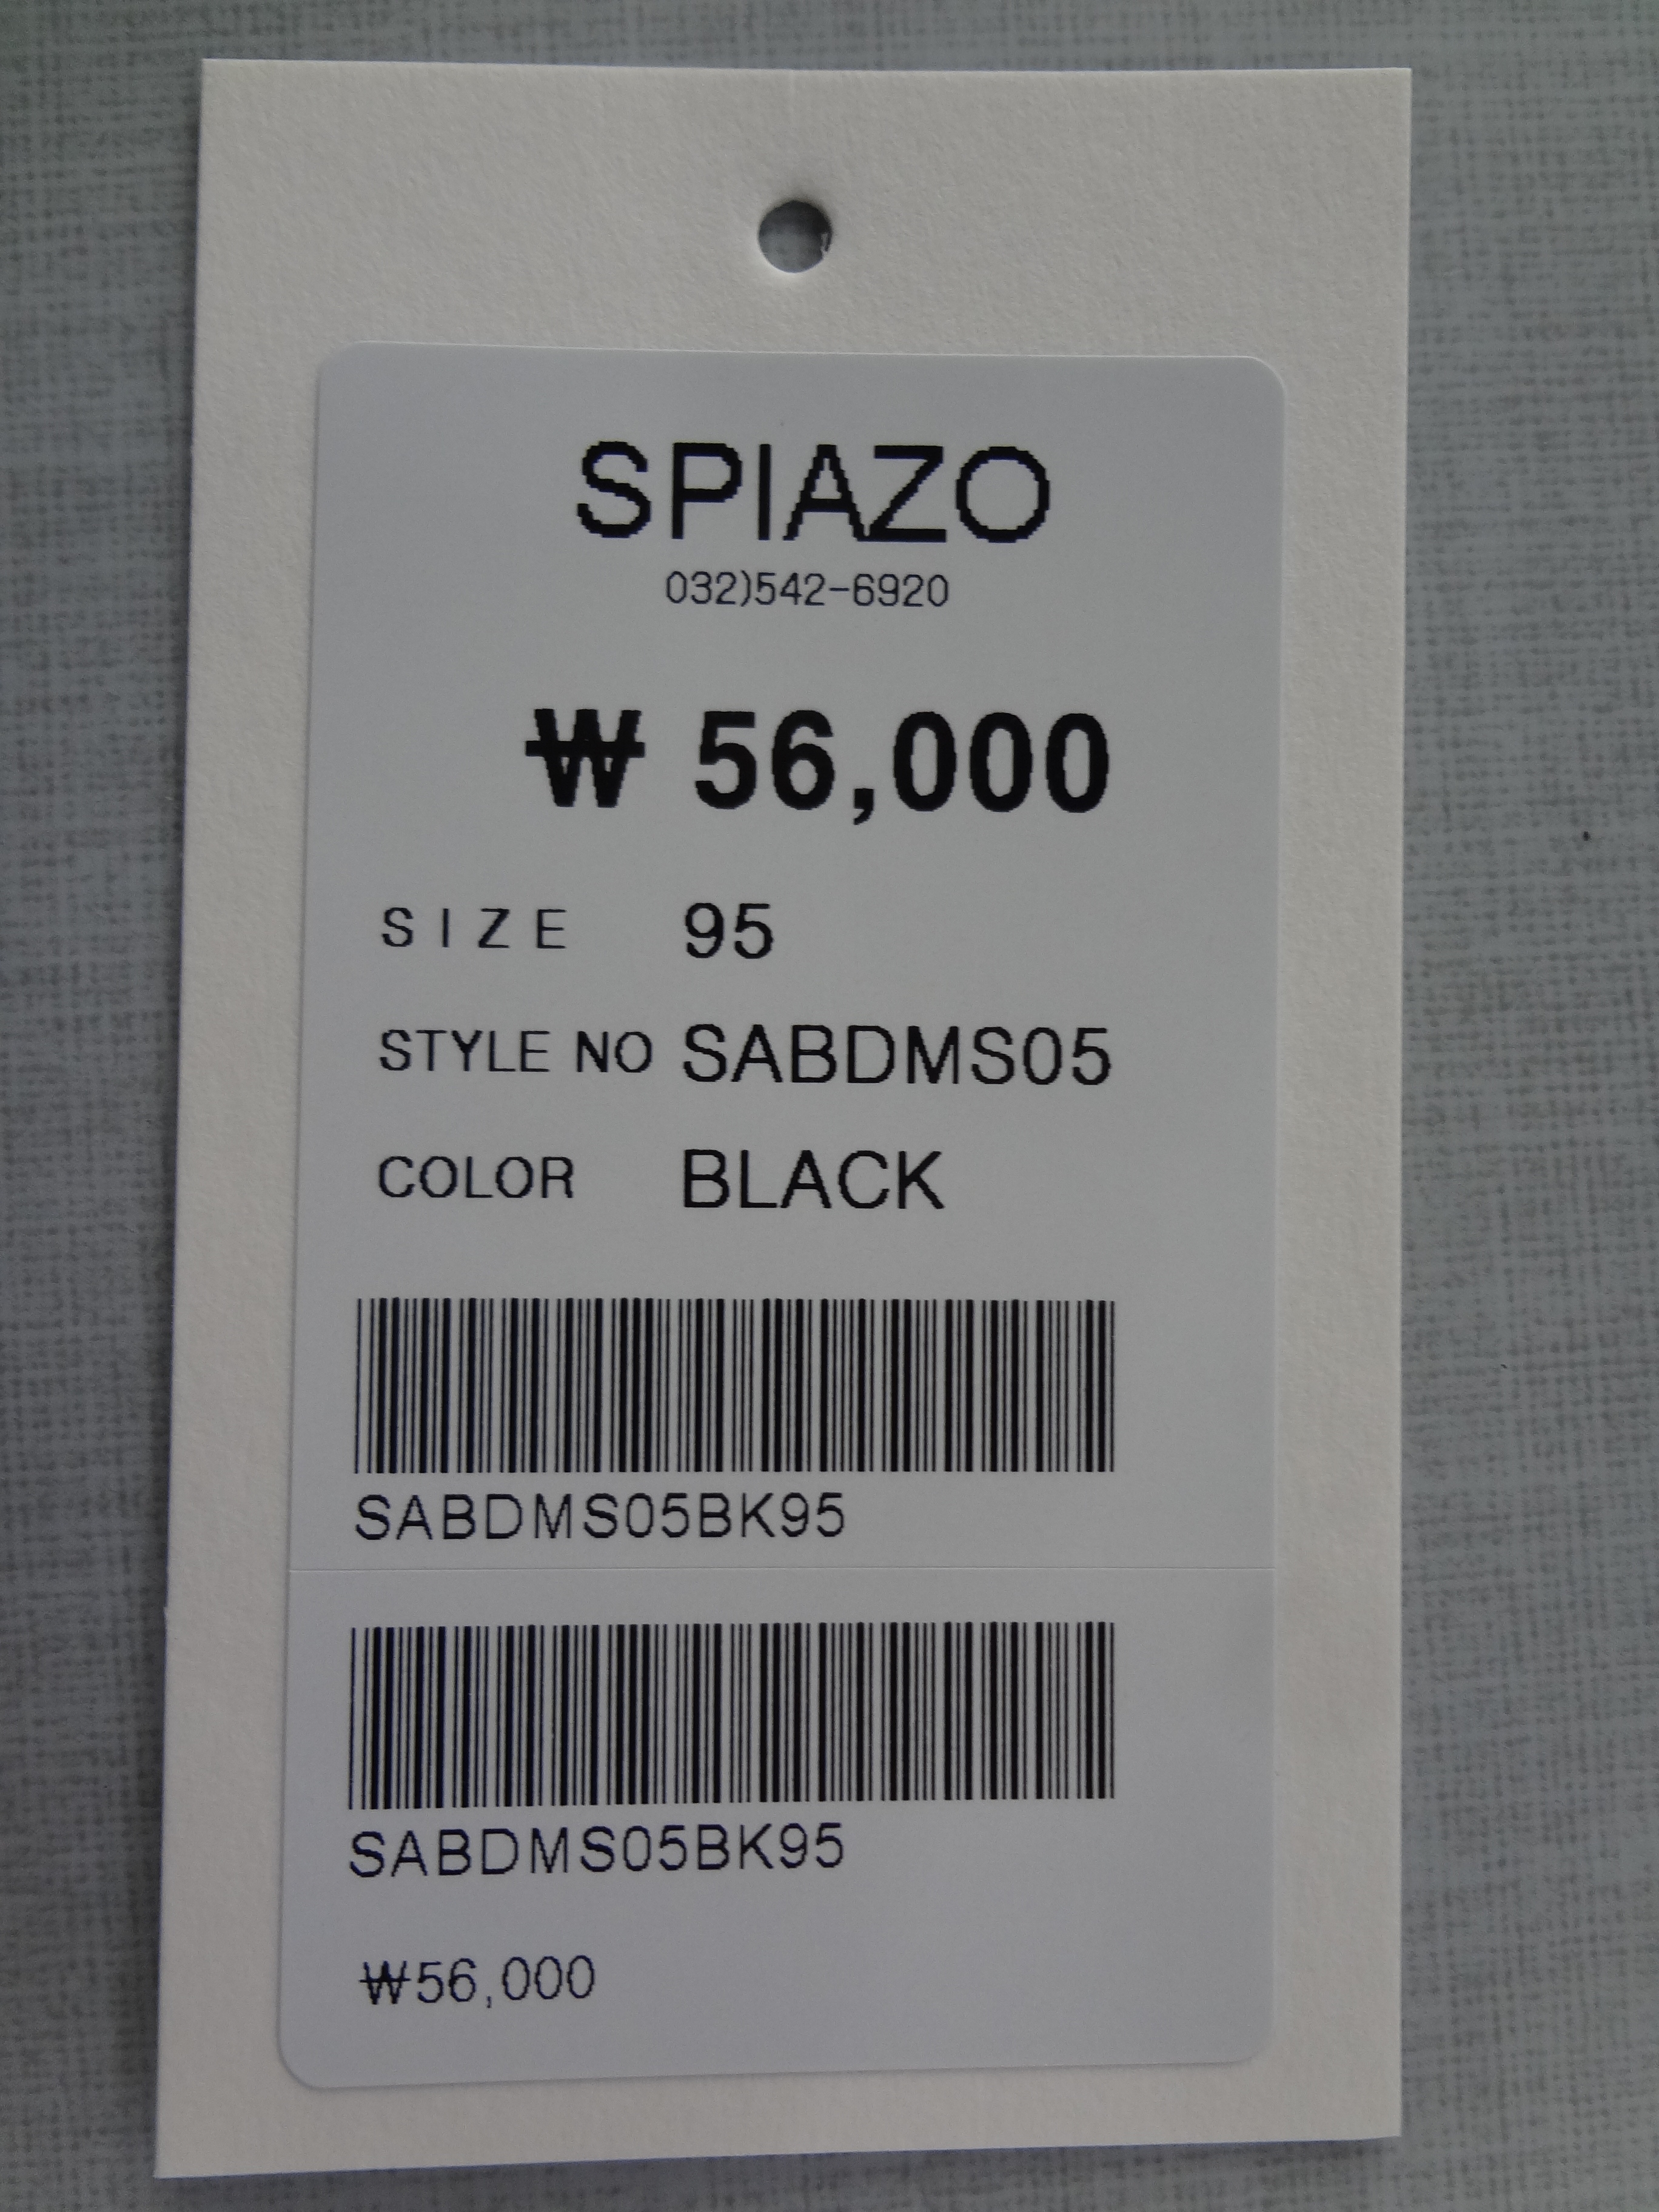 SPIAZO
032)542-6920
₩ 56,000
SIZE 95
STYLE NO SABDMS05
COLOR BLACK
SABDMS05BK95
SABDMS05BK95
₩56,000